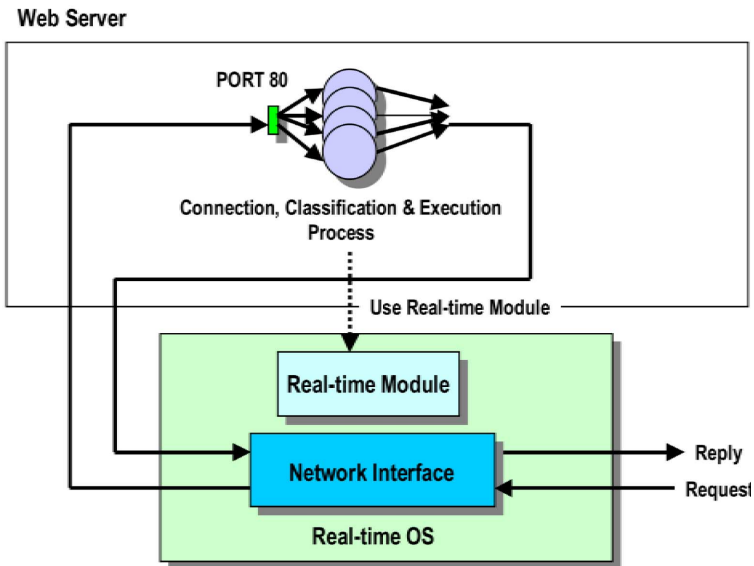 Web Server
PORT 80
Connection, Classification & Execution
Process
Use Real-time Module
Real-time Module
Network Interface
Reply
Request
Real-time OS